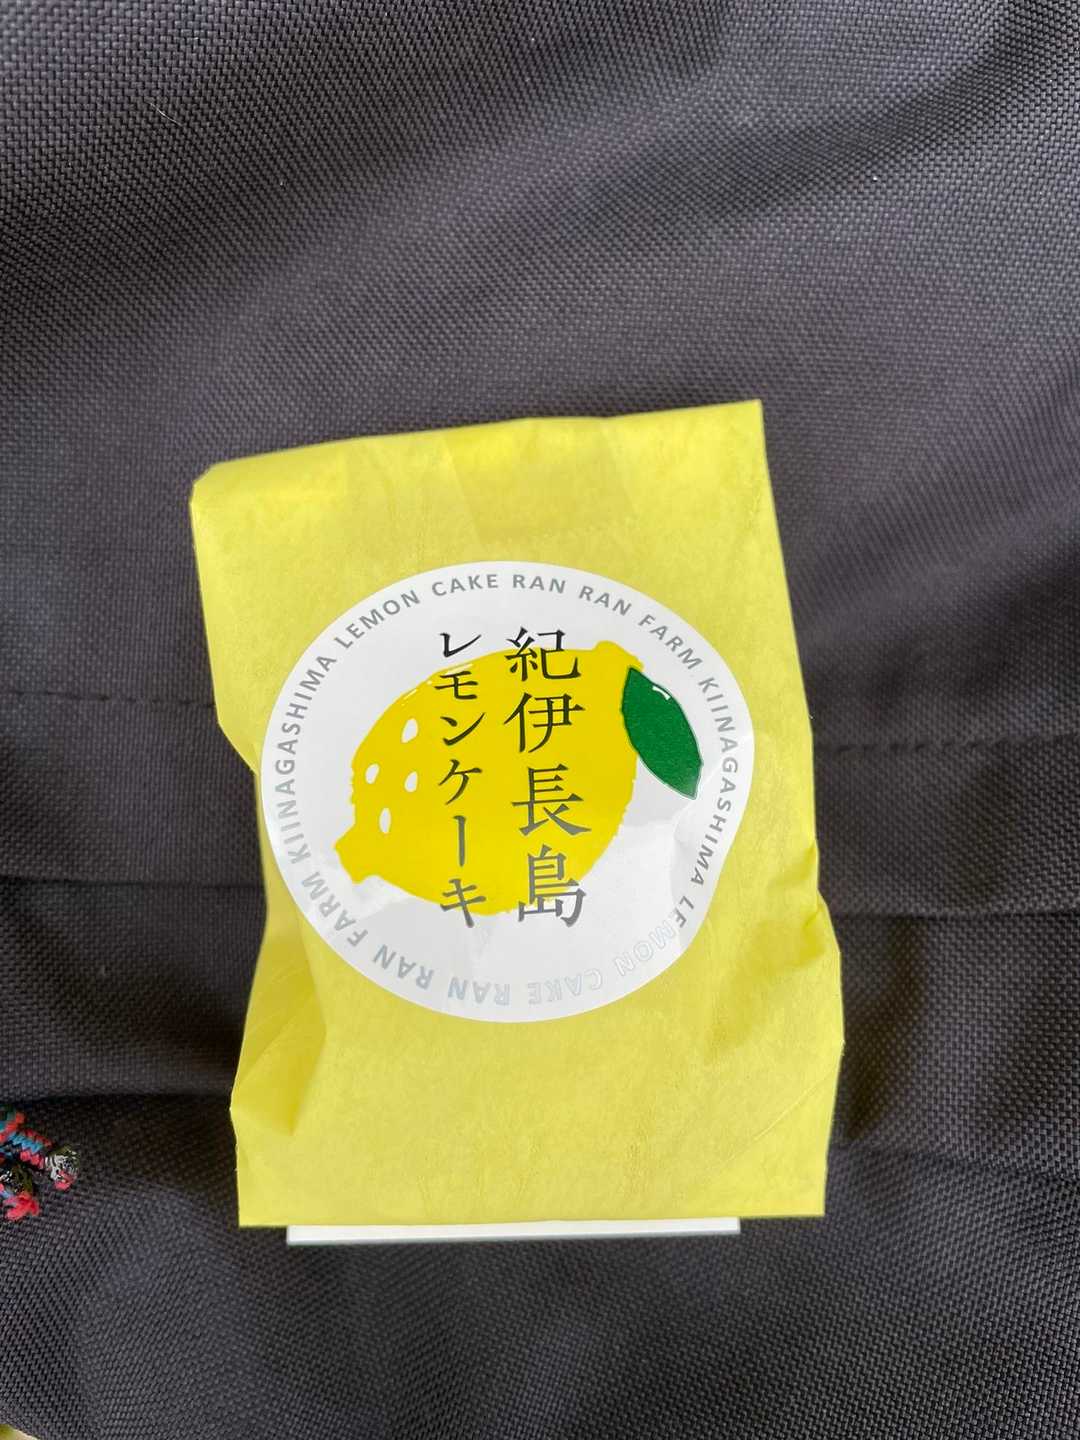 紀伊長島
レモンケーキ
KIINAGASHIMA LEMON CAKE RAN RAN FARM KIINAGASHIMA LEMON CAKE RAN RAN FARM